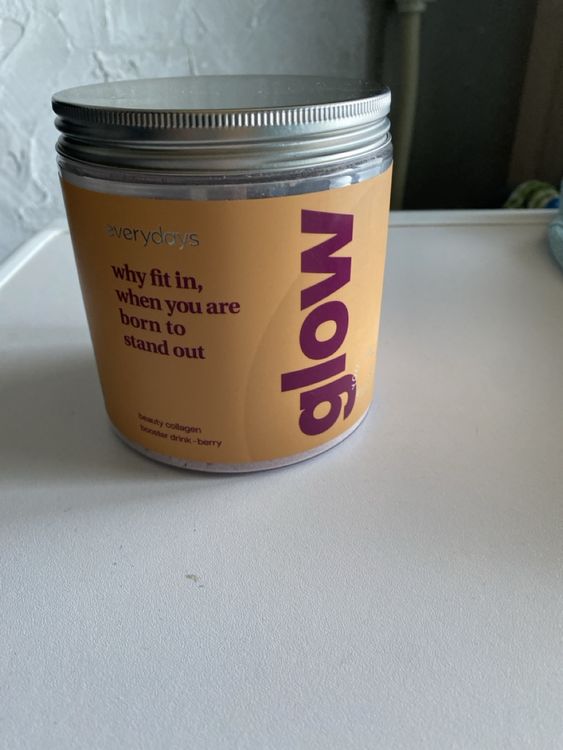 everydays
why fit in,
when you are
born to
stand out
beauty collagen
booster drink - berry
glow